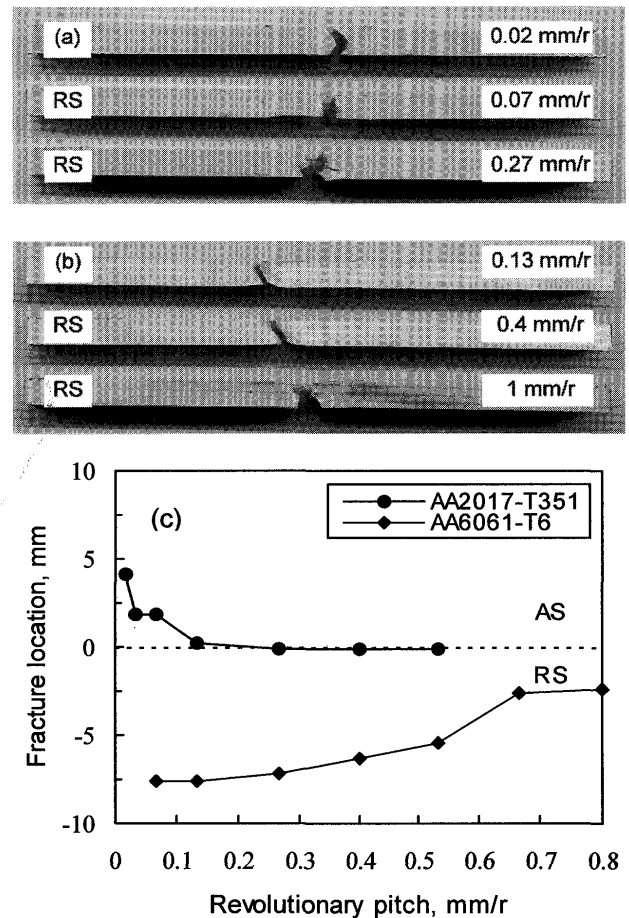 (a) 0.02 mm/r
RS 0.07 mm/r
RS 0.27 mm/r
(b) 0.13 mm/r
RS 0.4 mm/r
RS 1 mm/r
10
(c)
AA2017-T351
AA6061-T6
5
AS
0
RS
-5
-10
Fracture location, mm
0 0.1 0.2 0.3 0.4 0.5 0.6 0.7 0.8
Revolutionary pitch, mm/r